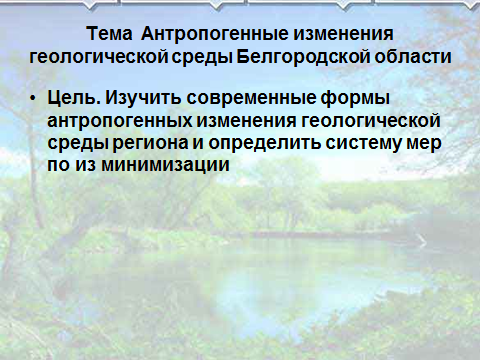 Тема Антропогенные изменения
геологической среды Белгородской области
• Цель. Изучить современные формы
антропогенных изменения геологической
среды региона и определить систему мер
по из минимизации